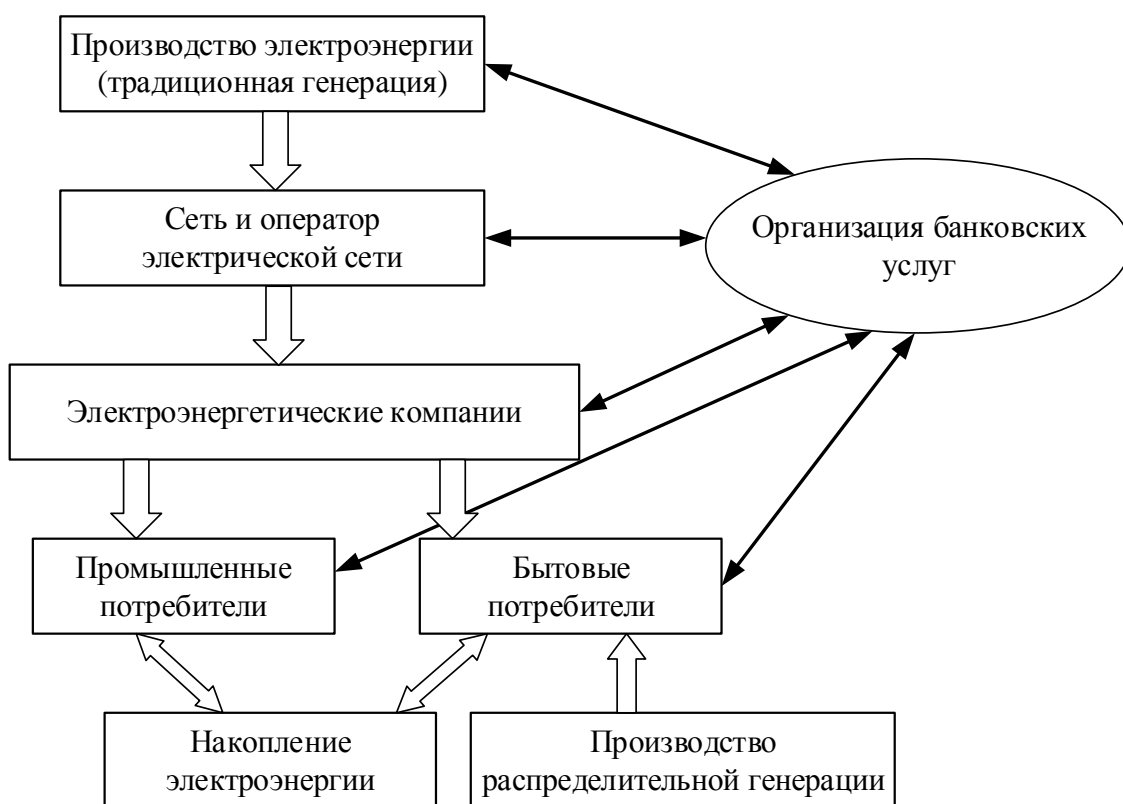 Производство электроэнергии
(традиционная генерация)
Сеть и оператор
электрической сети
Организация банковских
услуг
Электроэнергетические компании
Промышленные
потребители
Бытовые
потребители
Накопление
электроэнергии
Производство
распределительной генерации